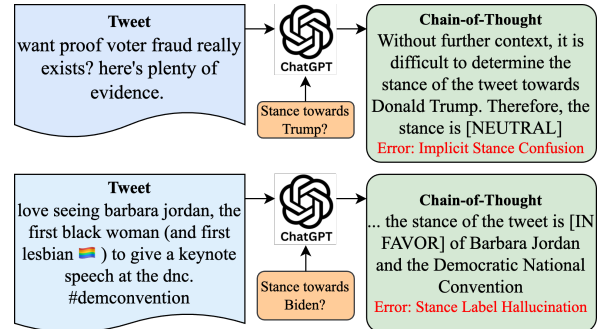 Tweet
want proof voter fraud really
exists? here's plenty of
evidence.
ChatGPT
Stance towards
Trump?
Chain-of-Thought
Without further context, it is
difficult to determine the
stance of the tweet towards
Donald Trump. Therefore, the
stance is [NEUTRAL]
Error: Implicit Stance Confusion
Tweet
love seeing barbara jordan, the
first black woman (and first
lesbian 🏳️‍🌈 ) to give a keynote
speech at the dnc.
#demconvention
ChatGPT
Stance towards
Biden?
Chain-of-Thought
... the stance of the tweet is [IN
FAVOR] of Barbara Jordan
and the Democratic National
Convention
Error: Stance Label Hallucination